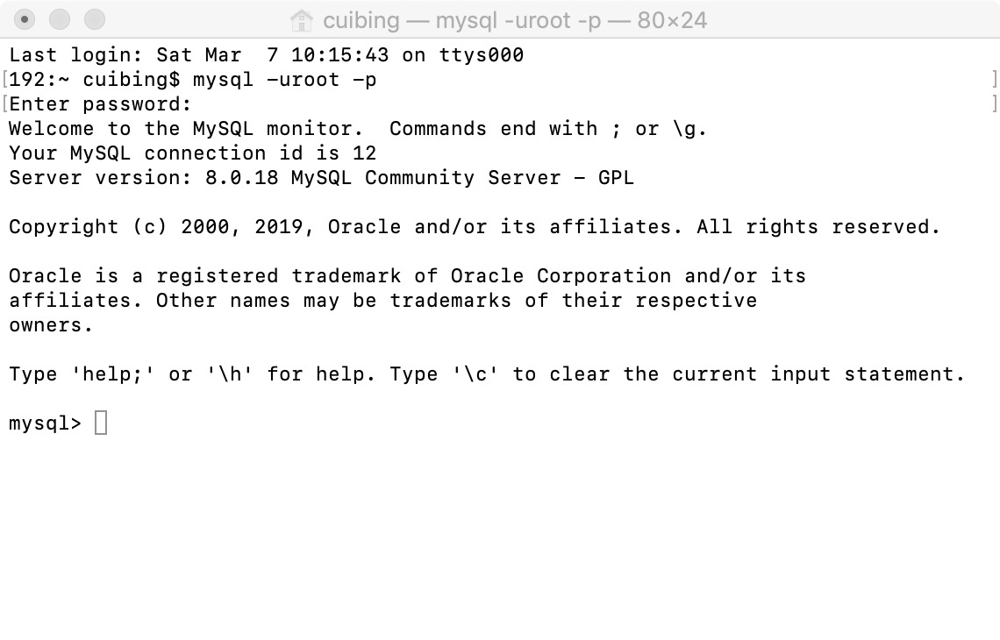 cuibing — mysql -uroot -p — 80×24
Last login: Sat Mar  7 10:15:43 on ttys000
[192:~ cuibing$ mysql -uroot -p ]
[Enter password: ]
Welcome to the MySQL monitor.  Commands end with ; or \g.
Your MySQL connection id is 12
Server version: 8.0.18 MySQL Community Server - GPL
Copyright (c) 2000, 2019, Oracle and/or its affiliates. All rights reserved.
Oracle is a registered trademark of Oracle Corporation and/or its
affiliates. Other names may be trademarks of their respective
owners.
Type 'help;' or '\h' for help. Type '\c' to clear the current input statement.
mysql>